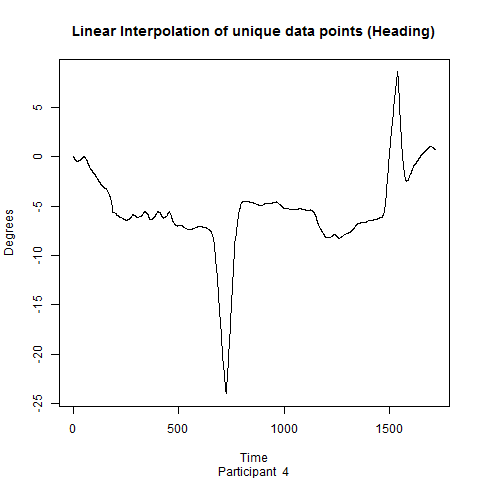 Linear Interpolation of unique data points (Heading)
Degrees
5
0
-5
-10
-15
-20
-25
0 500 1000 1500
Time
Participant 4